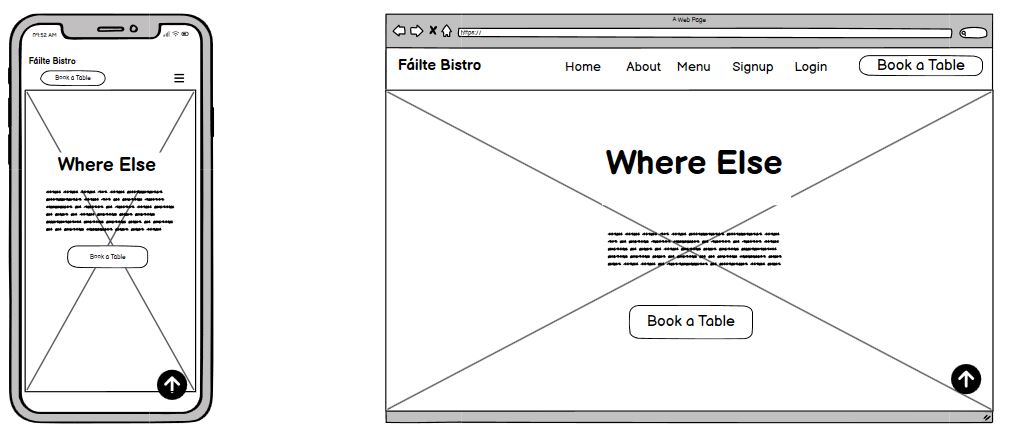 09:52 AM
Fáilte Bistro
Book a Table
Where Else
Book a Table
A Web Page
https://
Fáilte Bistro Home About Menu Signup Login Book a Table
Where Else
Book a Table